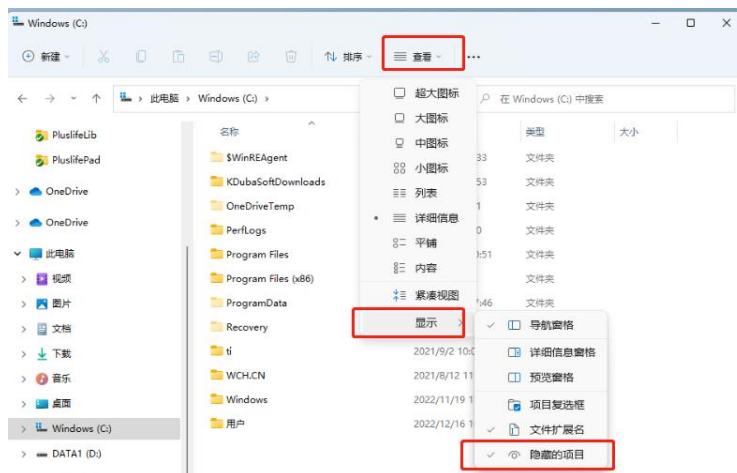 Windows (C:)
新建
排序
查看
此电脑 › Windows (C:) ›
在 Windows (C:) 中搜索
PluslifeLib
PluslifePad
OneDrive
OneDrive
此电脑
视频
图片
文档
下载
音乐
桌面
Windows (C:)
DATA1 (D:)
名称
类型
大小
$WinREAgent
33
文件夹
KDubaSoftDownloads
53
文件夹
OneDriveTemp
1
文件夹
PerfLogs
0
文件夹
Program Files
0:51
文件夹
Program Files (x86)
文件夹
ProgramData
7:46
文件夹
Recovery
ti
2021/9/2 10:0
WCH.CN
2021/8/12 11
Windows
2022/11/19 1
用户
2022/12/16 1
超大图标
大图标
中图标
小图标
列表
详细信息
平铺
内容
紧凑视图
显示
导航窗格
详细信息窗格
预览窗格
项目复选框
文件扩展名
隐藏的项目